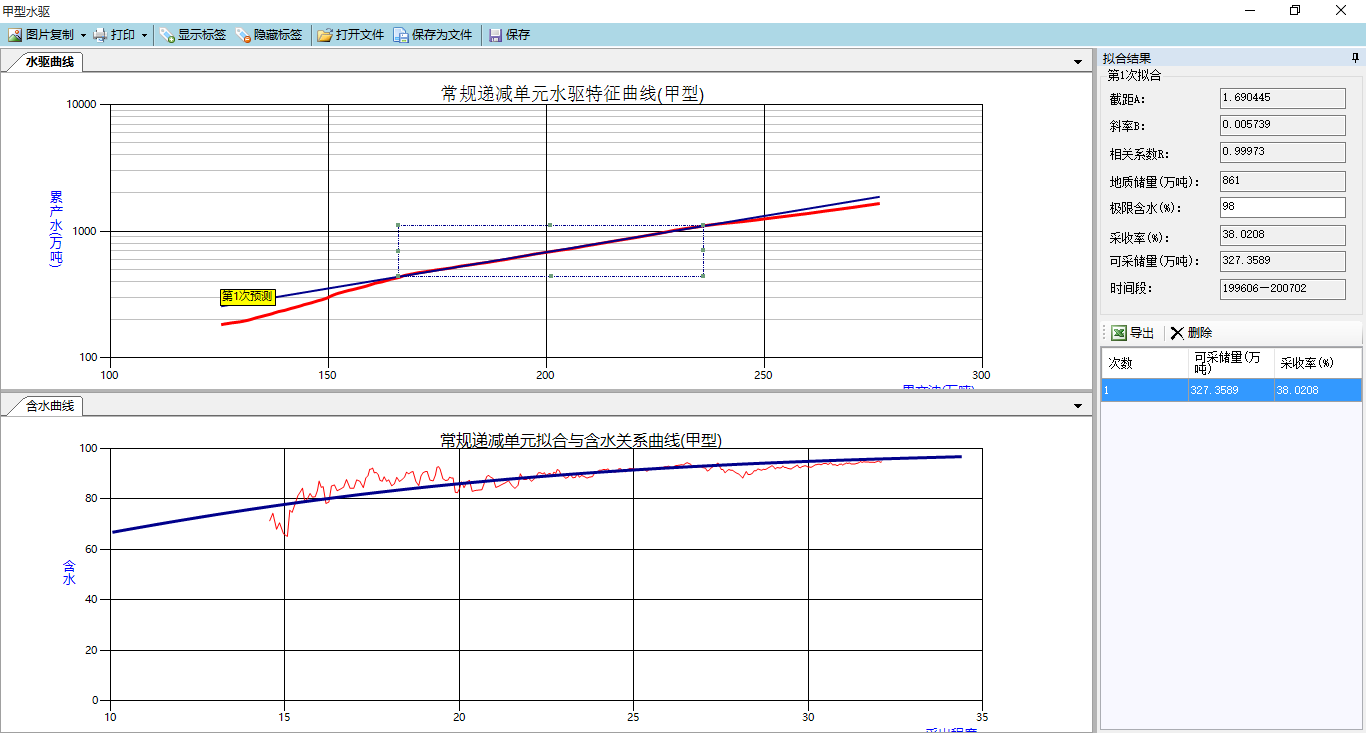 甲型水驱
图片复制 打印 显示标签 隐藏标签 打开文件 保存为文件 保存
水驱曲线
常规递减单元水驱特征曲线(甲型)
10000
1000
100
累产水(万吨)
第1次预测
100 150 200 250 300
含水曲线
常规递减单元拟合与含水关系曲线(甲型)
100
80
60
40
20
0
含水
10 15 20 25 30 35
拟合结果
第1次拟合
截距A: 1.690445
斜率B: 0.005739
相关系数R: 0.99973
地质储量(万吨): 861
极限含水(%): 98
采收率(%): 38.0208
可采储量(万吨): 327.3589
时间段: 199606—200702
导出 删除
次数 可采储量(万吨) 采收率(%)
1 327.3589 38.0208